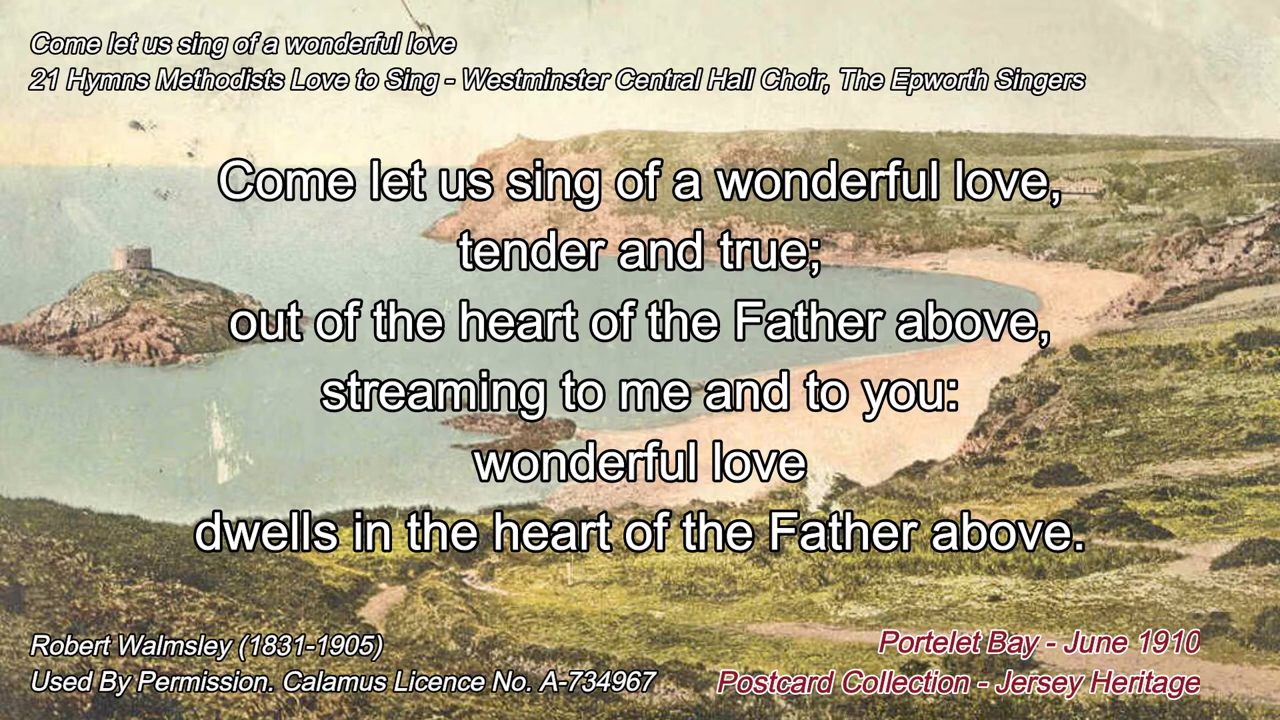 Come let us sing of a wonderful love
21 Hymns Methodists Love to Sing - Westminster Central Hall Choir, The Epworth Singers
Come let us sing of a wonderful love,
tender and true;
out of the heart of the Father above,
streaming to me and to you:
wonderful love
dwells in the heart of the Father above.
Robert Walmsley (1831-1905)
Used By Permission. Calamus Licence No. A-734967
Portelet Bay - June 1910
Postcard Collection - Jersey Heritage